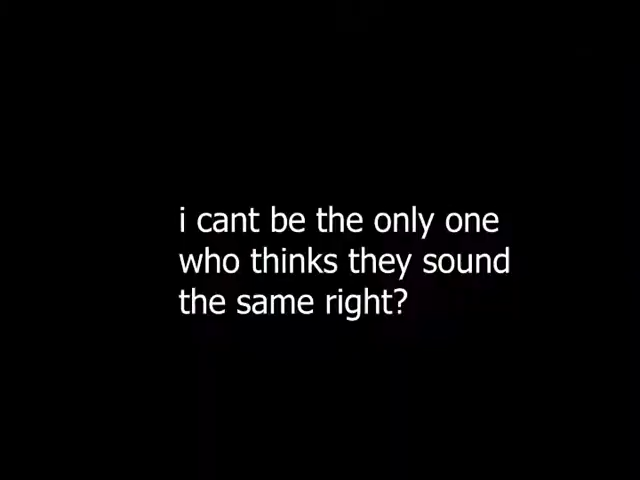 i cant be the only one
who thinks they sound
the same right?